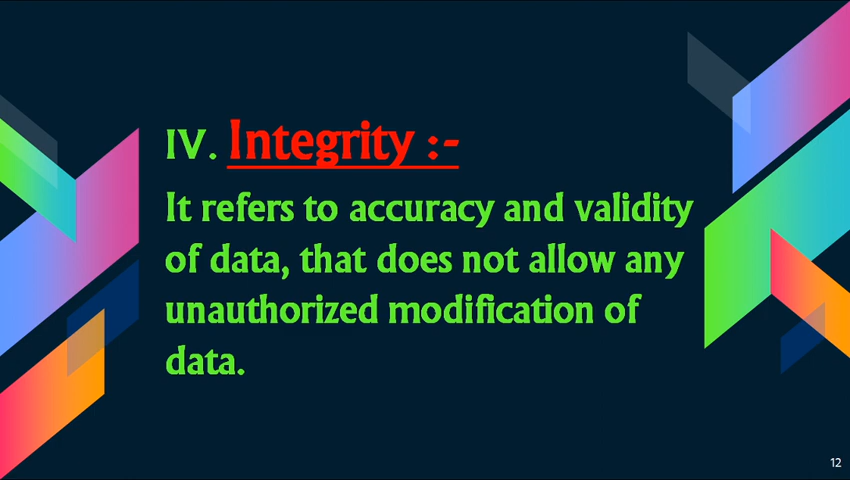 IV. Integrity :-
It refers to accuracy and validity
of data, that does not allow any
unauthorized modification of
data.
12